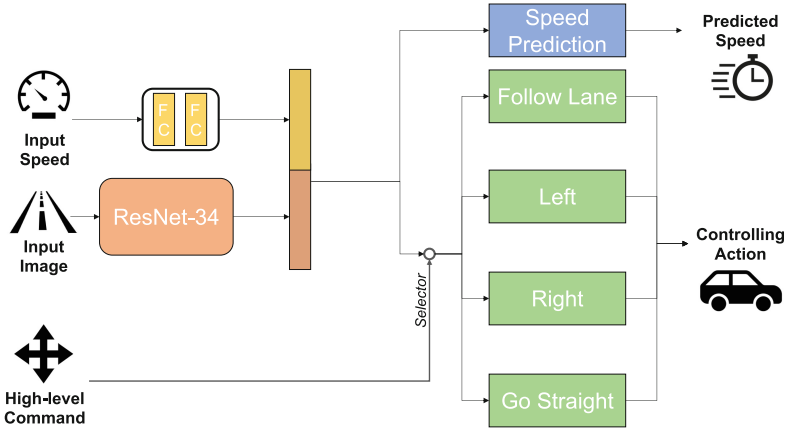 Speed
Prediction
Predicted
Speed
Follow Lane
F
C
F
C
Input
Speed
ResNet-34
Left
Input
Image
Controlling
Action
Selector
Right
High-level
Command
Go Straight